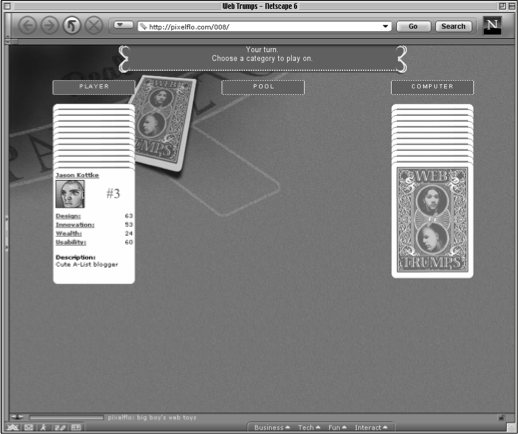 Web Trumps – Netscape 6
http://pixelflo.com/008/
Go
Search
N
Your turn.
Choose a category to play on.
PLAYER
POOL
COMPUTER
Jason Kottke
#3
Design: 63
Innovation: 53
Wealth: 24
Usability: 60
Description:
Cute A-List blogger
WEB
TRUMPS
pixelflo: big boy's web toys
Business
Tech
Fun
Interact